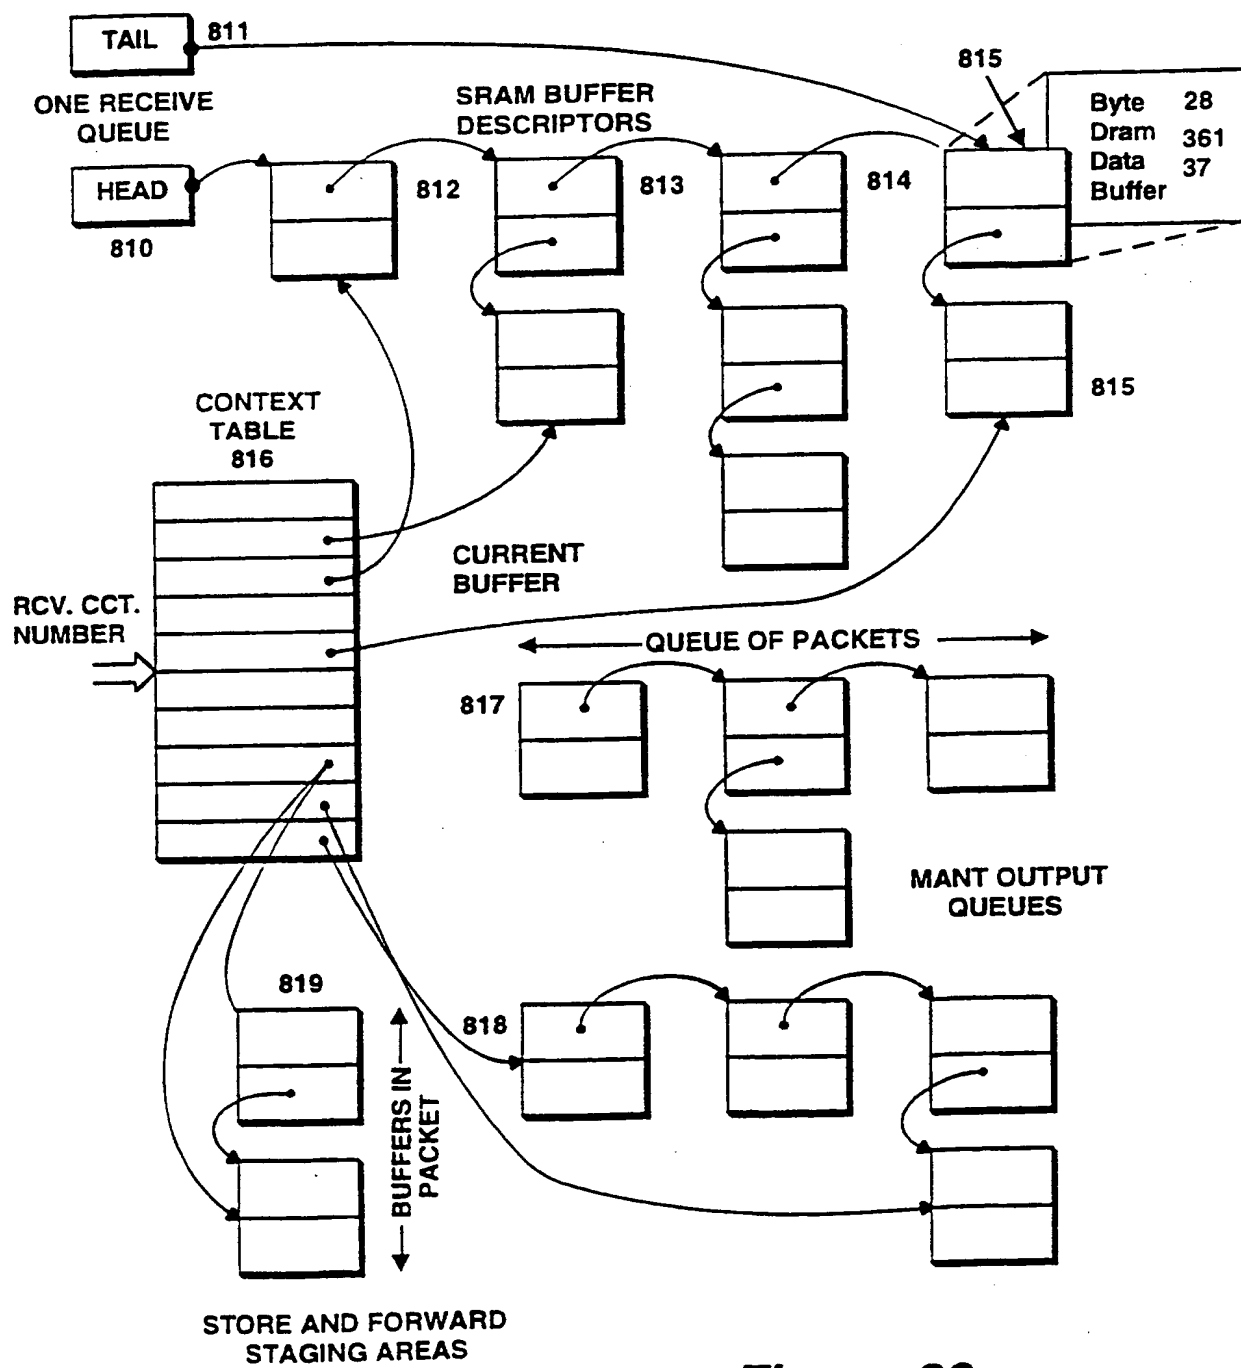 TAIL
811
815
ONE RECEIVE
QUEUE
SRAM BUFFER
DESCRIPTORS
Byte 28
Dram 361
Data 37
Buffer
HEAD
810
812
813
814
815
CONTEXT
TABLE
816
CURRENT
BUFFER
RCV. CCT.
NUMBER
QUEUE OF PACKETS
817
MANT OUTPUT
QUEUES
819
818
BUFFERS IN
PACKET
STORE AND FORWARD
STAGING AREAS